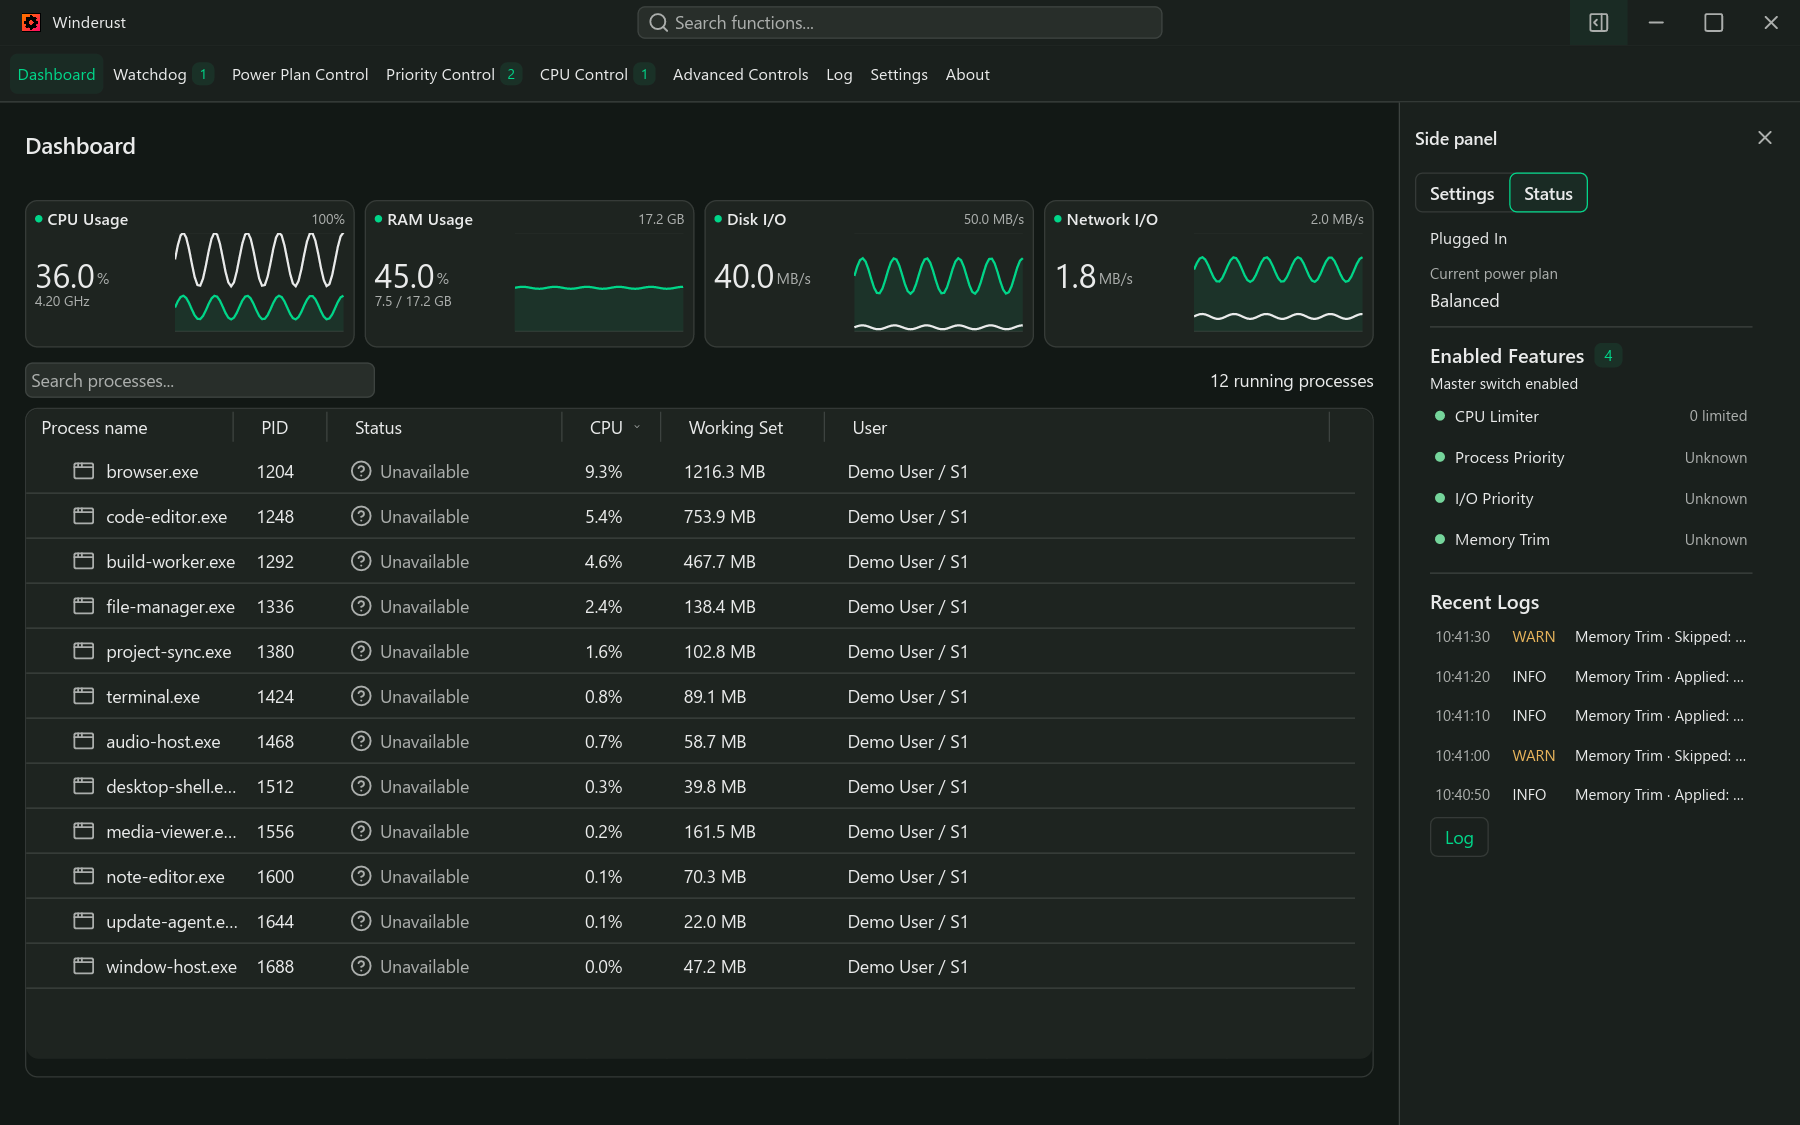 Winderust
Search functions...
Dashboard Watchdog 1 Power Plan Control Priority Control 2 CPU Control 1 Advanced Controls Log Settings About
Dashboard
CPU Usage 100%
36.0 %
4.20 GHz
RAM Usage 17.2 GB
45.0 %
7.5 / 17.2 GB
Disk I/O 50.0 MB/s
40.0 MB/s
Network I/O 2.0 MB/s
1.8 MB/s
Search processes...
12 running processes
Process name PID Status CPU Working Set User
browser.exe 1204 Unavailable 9.3% 1216.3 MB Demo User / S1
code-editor.exe 1248 Unavailable 5.4% 753.9 MB Demo User / S1
build-worker.exe 1292 Unavailable 4.6% 467.7 MB Demo User / S1
file-manager.exe 1336 Unavailable 2.4% 138.4 MB Demo User / S1
project-sync.exe 1380 Unavailable 1.6% 102.8 MB Demo User / S1
terminal.exe 1424 Unavailable 0.8% 89.1 MB Demo User / S1
audio-host.exe 1468 Unavailable 0.7% 58.7 MB Demo User / S1
desktop-shell.e... 1512 Unavailable 0.3% 39.8 MB Demo User / S1
media-viewer.e... 1556 Unavailable 0.2% 161.5 MB Demo User / S1
note-editor.exe 1600 Unavailable 0.1% 70.3 MB Demo User / S1
update-agent.e... 1644 Unavailable 0.1% 22.0 MB Demo User / S1
window-host.exe 1688 Unavailable 0.0% 47.2 MB Demo User / S1
Side panel
Settings Status
Plugged In
Current power plan
Balanced
Enabled Features 4
Master switch enabled
CPU Limiter 0 limited
Process Priority Unknown
I/O Priority Unknown
Memory Trim Unknown
Recent Logs
10:41:30 WARN Memory Trim · Skipped: ...
10:41:20 INFO Memory Trim · Applied: ...
10:41:10 INFO Memory Trim · Applied: ...
10:41:00 WARN Memory Trim · Skipped: ...
10:40:50 INFO Memory Trim · Applied: ...
Log